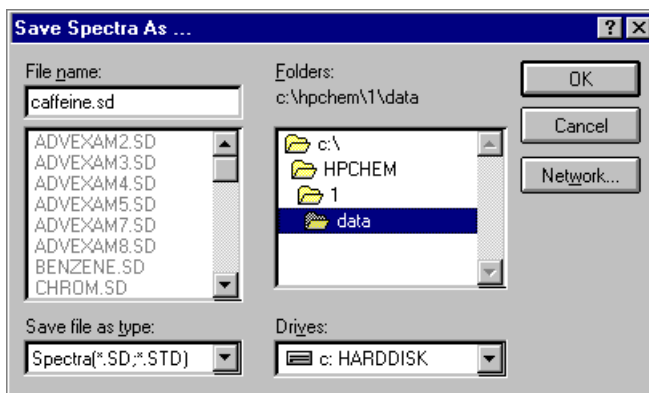 Save Spectra As ...
File name:
caffeine.sd
ADVEXAM2.SD
ADVEXAM3.SD
ADVEXAM4.SD
ADVEXAM5.SD
ADVEXAM7.SD
ADVEXAM8.SD
BENZENE.SD
CHROM.SD
Save file as type:
Spectra(*.SD;*.STD)
Folders:
c:\hpchem\1\data
c:\
HPCHEM
1
data
Drives:
c: HARDDISK
OK
Cancel
Network...